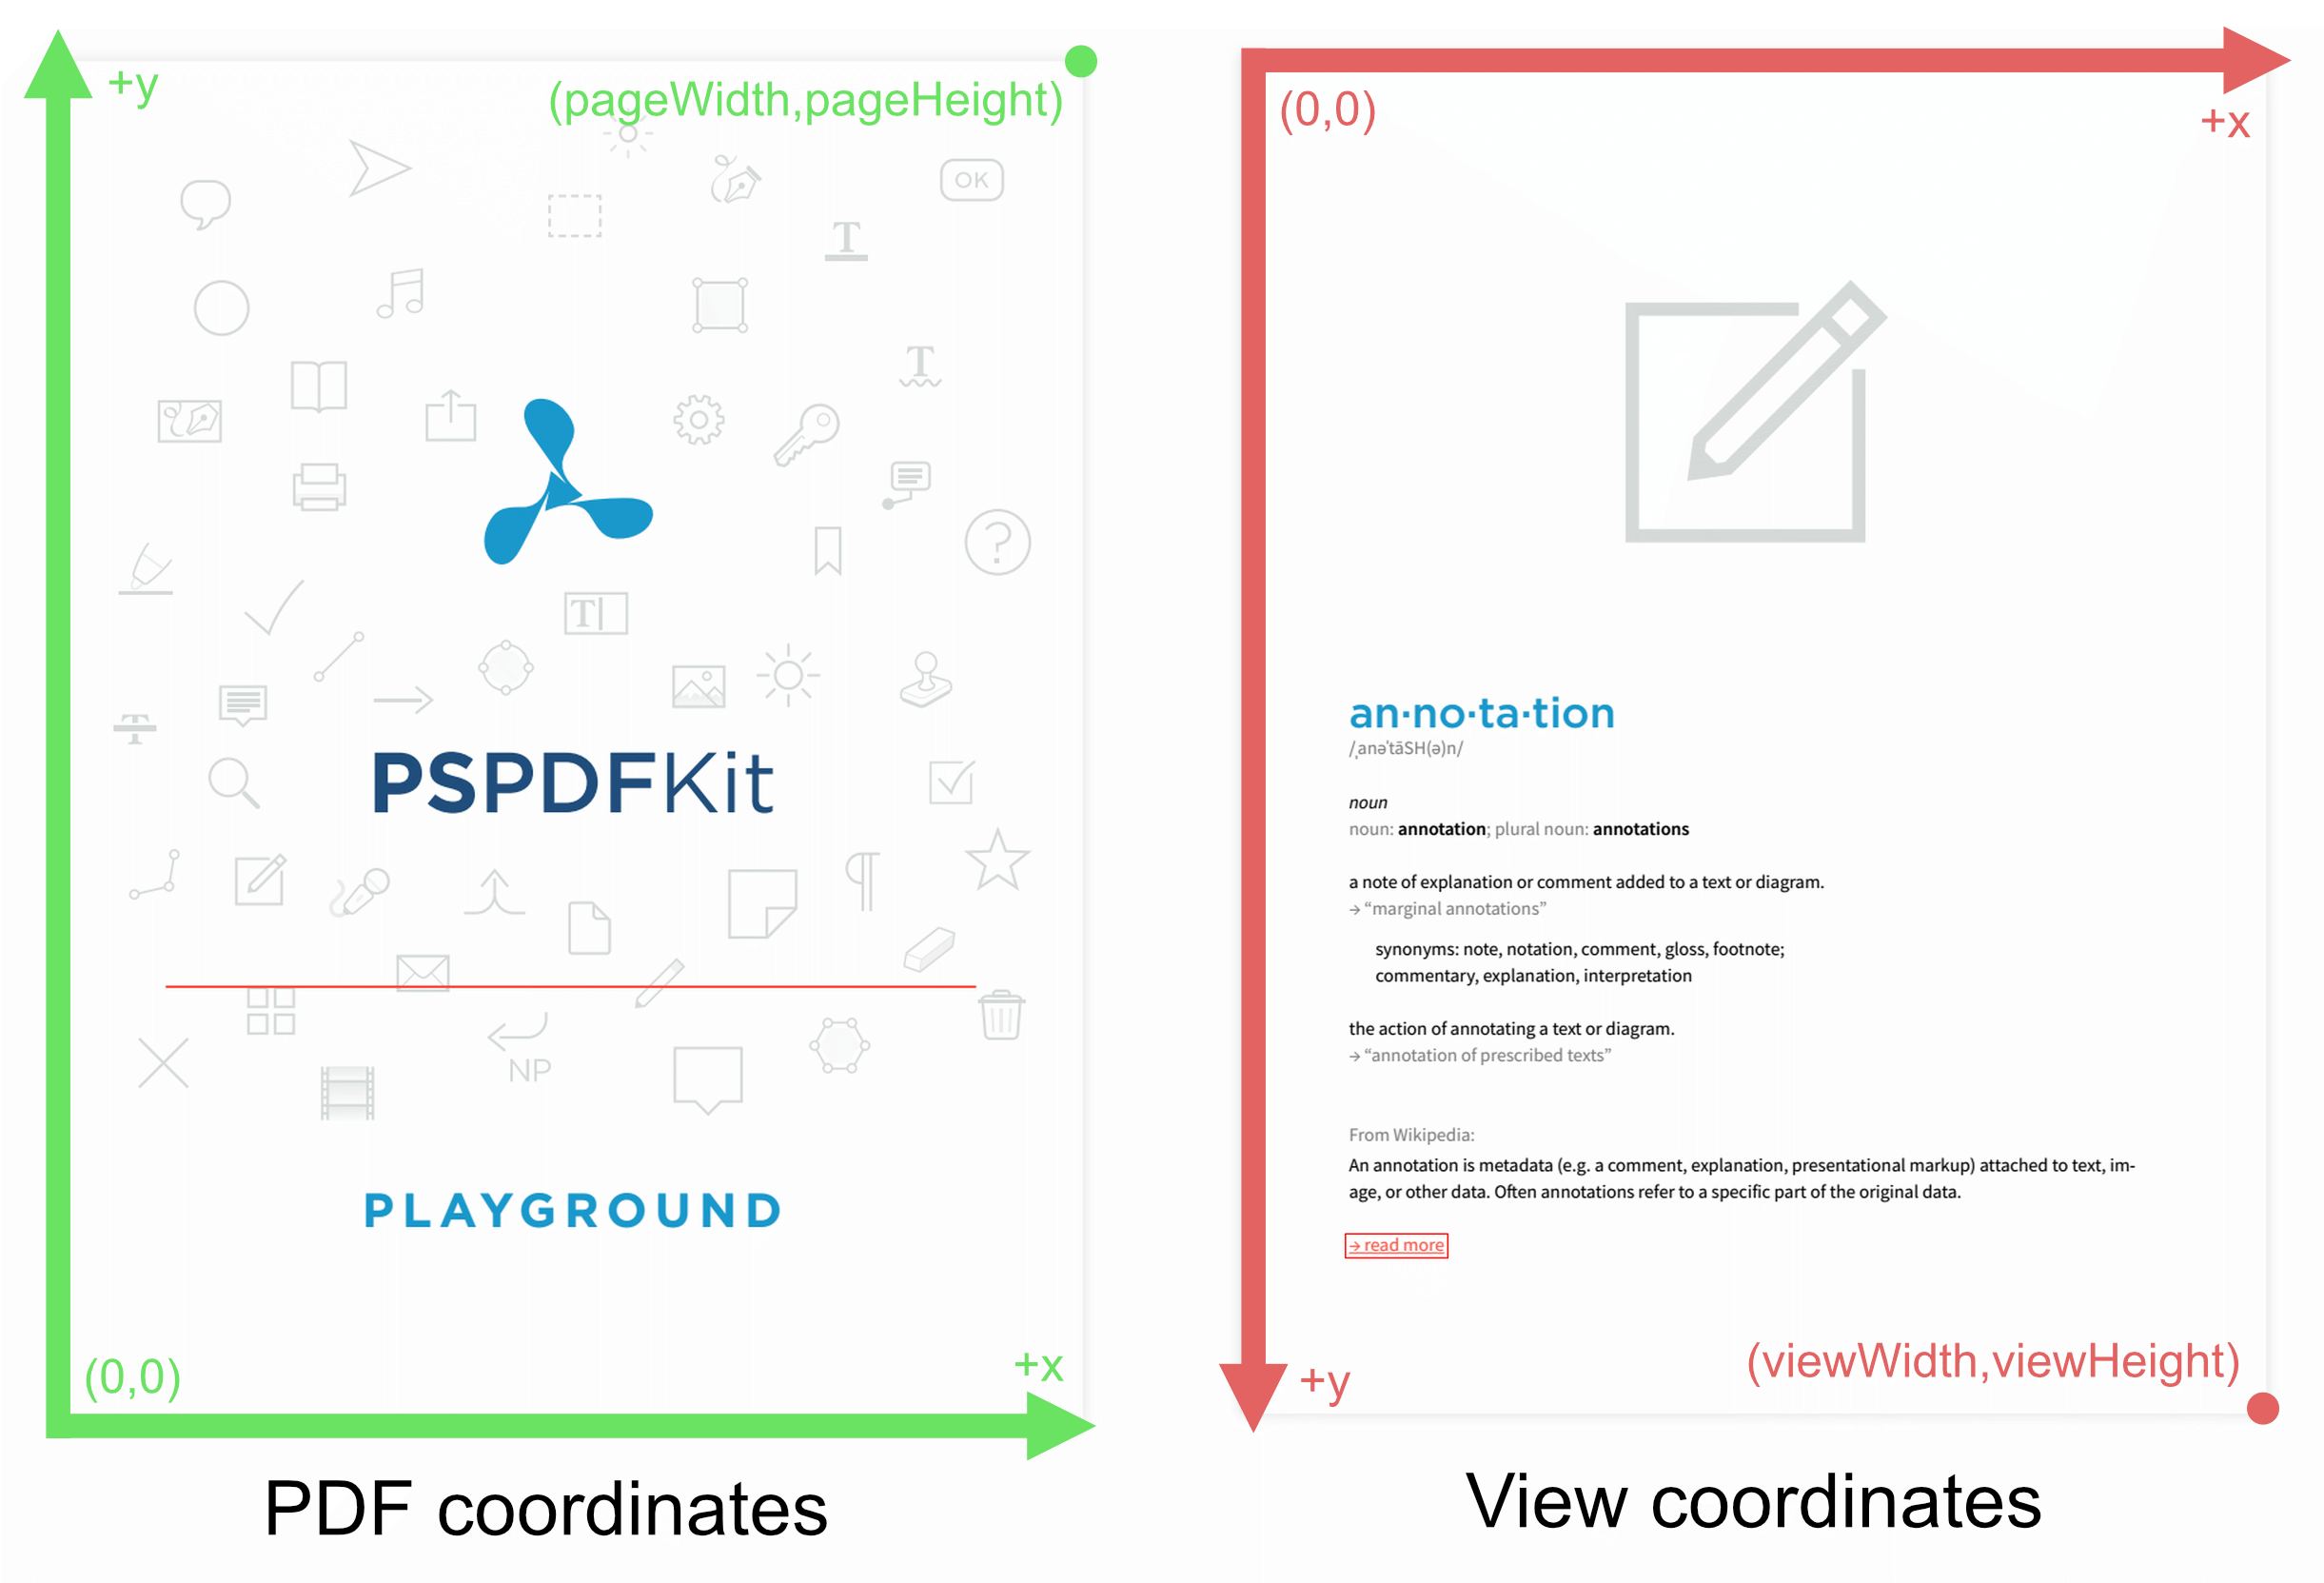 +y
(pageWidth,pageHeight)
OK
T
T
T
T
PSPDFKit
NP
PLAYGROUND
(0,0)
+x
PDF coordinates
(0,0)
+x
an·no·ta·tion
/ˌanəˈtāSH(ə)n/
noun
noun: annotation; plural noun: annotations
a note of explanation or comment added to a text or diagram.
→ “marginal annotations”
synonyms: note, notation, comment, gloss, footnote;
commentary, explanation, interpretation
the action of annotating a text or diagram.
→ “annotation of prescribed texts”
From Wikipedia:
An annotation is metadata (e.g. a comment, explanation, presentational markup) attached to text, im-
age, or other data. Often annotations refer to a specific part of the original data.
→ read more
(viewWidth,viewHeight)
+y
View coordinates